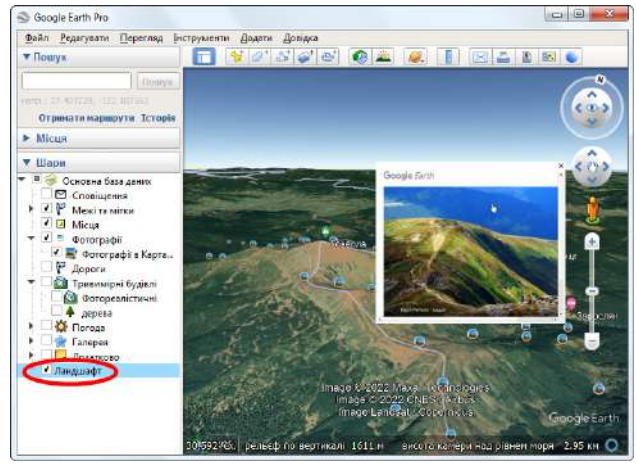 Google Earth Pro
Файл Редагувати Перегляд Інструменти Додати Довідка
Пошук
Пошук
Отримати маршрути Історія
Місця
Шари
Основна база даних
Сповіщення
Межі та мітки
Місця
Фотографії
Фотографії в Карта..
Дороги
Тривимірні будівлі
Фотореалістичні
дерева
Погода
Галерея
Додатково
Ландшафт
N
Google Earth
Image © 2022 Maxar Technologies
Image © 2022 CNES / Airbus
Image Landsat / Copernicus
Google Earth
рельєф по вертикалі 1611 м висота камери над рівнем моря 2.95 км